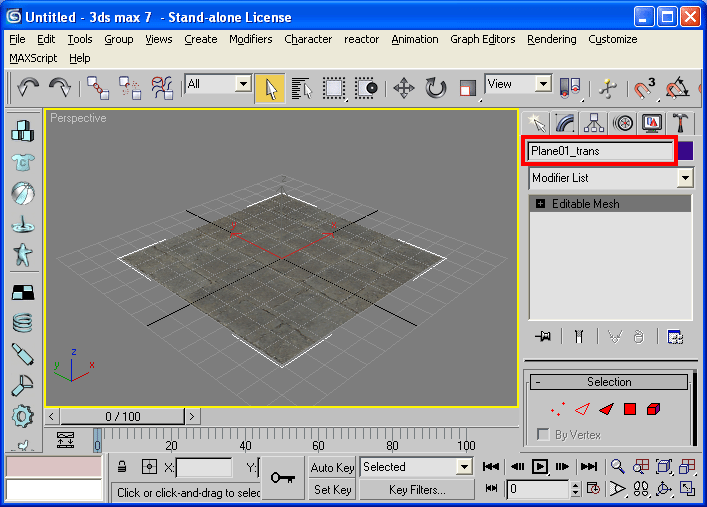 Untitled - 3ds max 7 - Stand-alone License
File Edit Tools Group Views Create Modifiers Character reactor Animation Graph Editors Rendering Customize
MAXScript Help
All
View
3
Perspective
Plane01_trans
Modifier List
Editable Mesh
z
y
x
Selection
By Vertex
0 / 100
0 20 40 60 80 100
X: Y:
Auto Key Selected
Click or click-and-drag to selec
Set Key Key Filters...
0